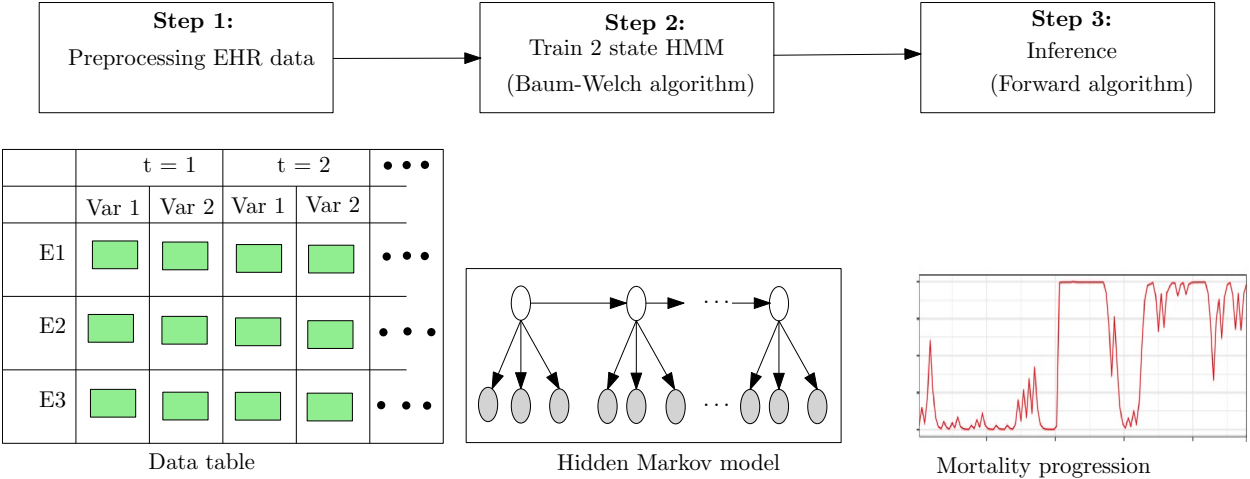 Step 1:
Preprocessing EHR data
Step 2:
Train 2 state HMM
(Baum-Welch algorithm)
Step 3:
Inference
(Forward algorithm)
t = 1 t = 2 •••
Var 1 Var 2 Var 1 Var 2
E1 •••
E2 •••
E3 •••
Data table
···
···
Hidden Markov model
Mortality progression